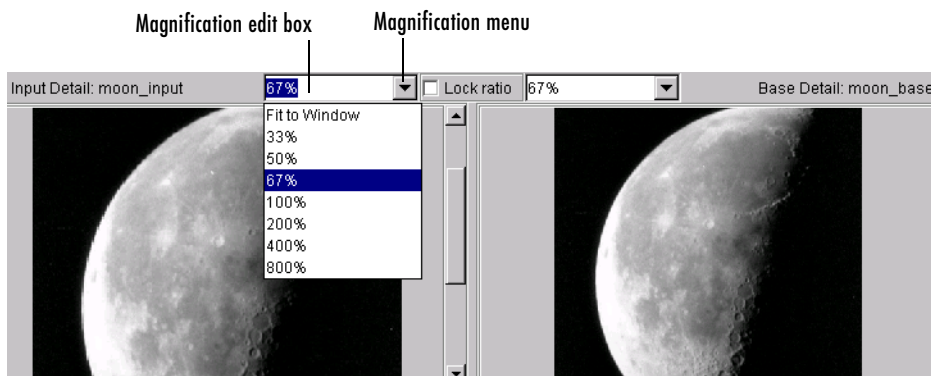 Magnification edit box
Magnification menu
Input Detail: moon_input
67%
Lock ratio
67%
Base Detail: moon_base
Fit to Window
33%
50%
67%
100%
200%
400%
800%